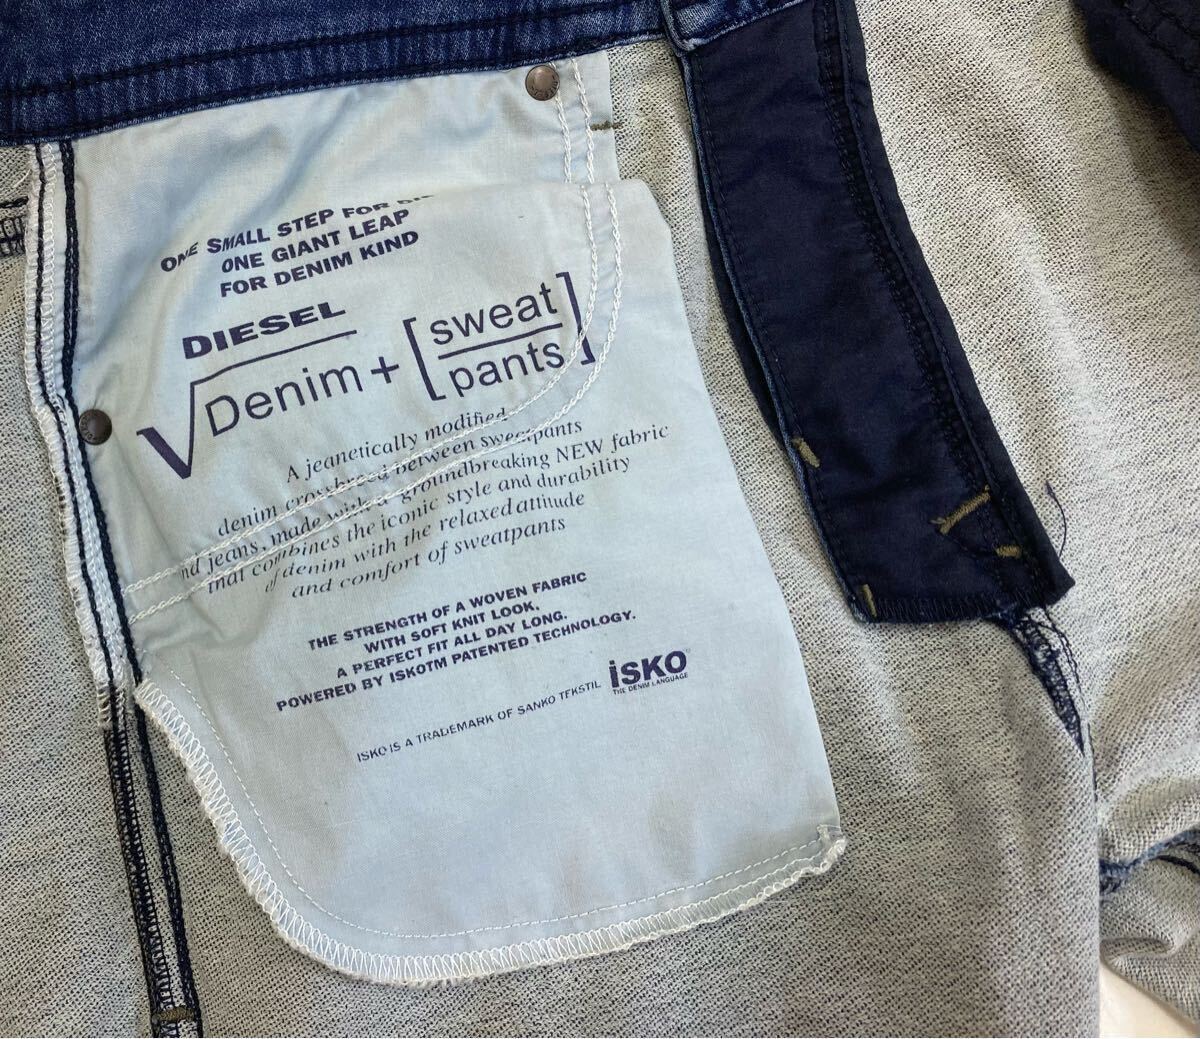 ONE SMALL STEP FOR
ONE GIANT LEAP
FOR DENIM KIND
DIESEL
√Denim + [sweat
pants]
A jeanetically modified
denim crossbreed between sweatpants
nd jeans, made with a groundbreaking NEW fabric
that combines the iconic style and durability
of denim with the relaxed attitude
and comfort of sweatpants
THE STRENGTH OF A WOVEN FABRIC
WITH SOFT KNIT LOOK.
A PERFECT FIT ALL DAY LONG.
POWERED BY ISKOTM PATENTED TECHNOLOGY.
ISKO IS A TRADEMARK OF SANKO TEKSTIL
iSKO
THE DENIM LANGUAGE